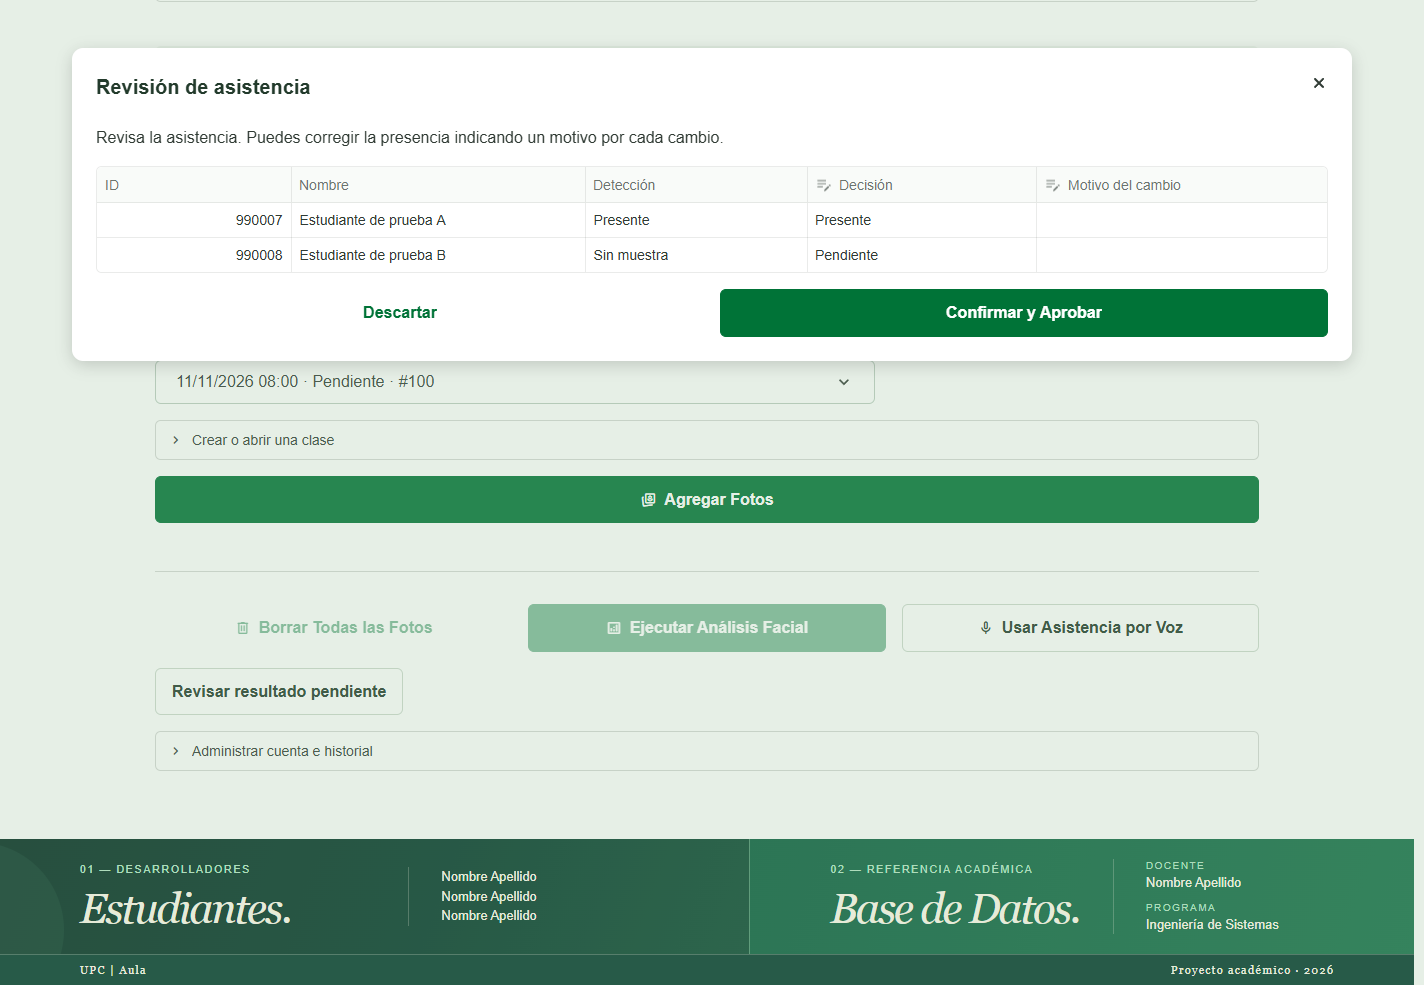 Revisión de asistencia
Revisa la asistencia. Puedes corregir la presencia indicando un motivo por cada cambio.
ID Nombre Detección Decisión Motivo del cambio
990007 Estudiante de prueba A Presente Presente
990008 Estudiante de prueba B Sin muestra Pendiente
Descartar Confirmar y Aprobar
11/11/2026 08:00 · Pendiente · #100
Crear o abrir una clase
Agregar Fotos
Borrar Todas las Fotos Ejecutar Análisis Facial Usar Asistencia por Voz
Revisar resultado pendiente
Administrar cuenta e historial
01 — DESARROLLADORES
Estudiantes.
Nombre Apellido
Nombre Apellido
Nombre Apellido
02 — REFERENCIA ACADÉMICA
Base de Datos.
DOCENTE
Nombre Apellido
PROGRAMA
Ingeniería de Sistemas
UPC | Aula
Proyecto académico · 2026